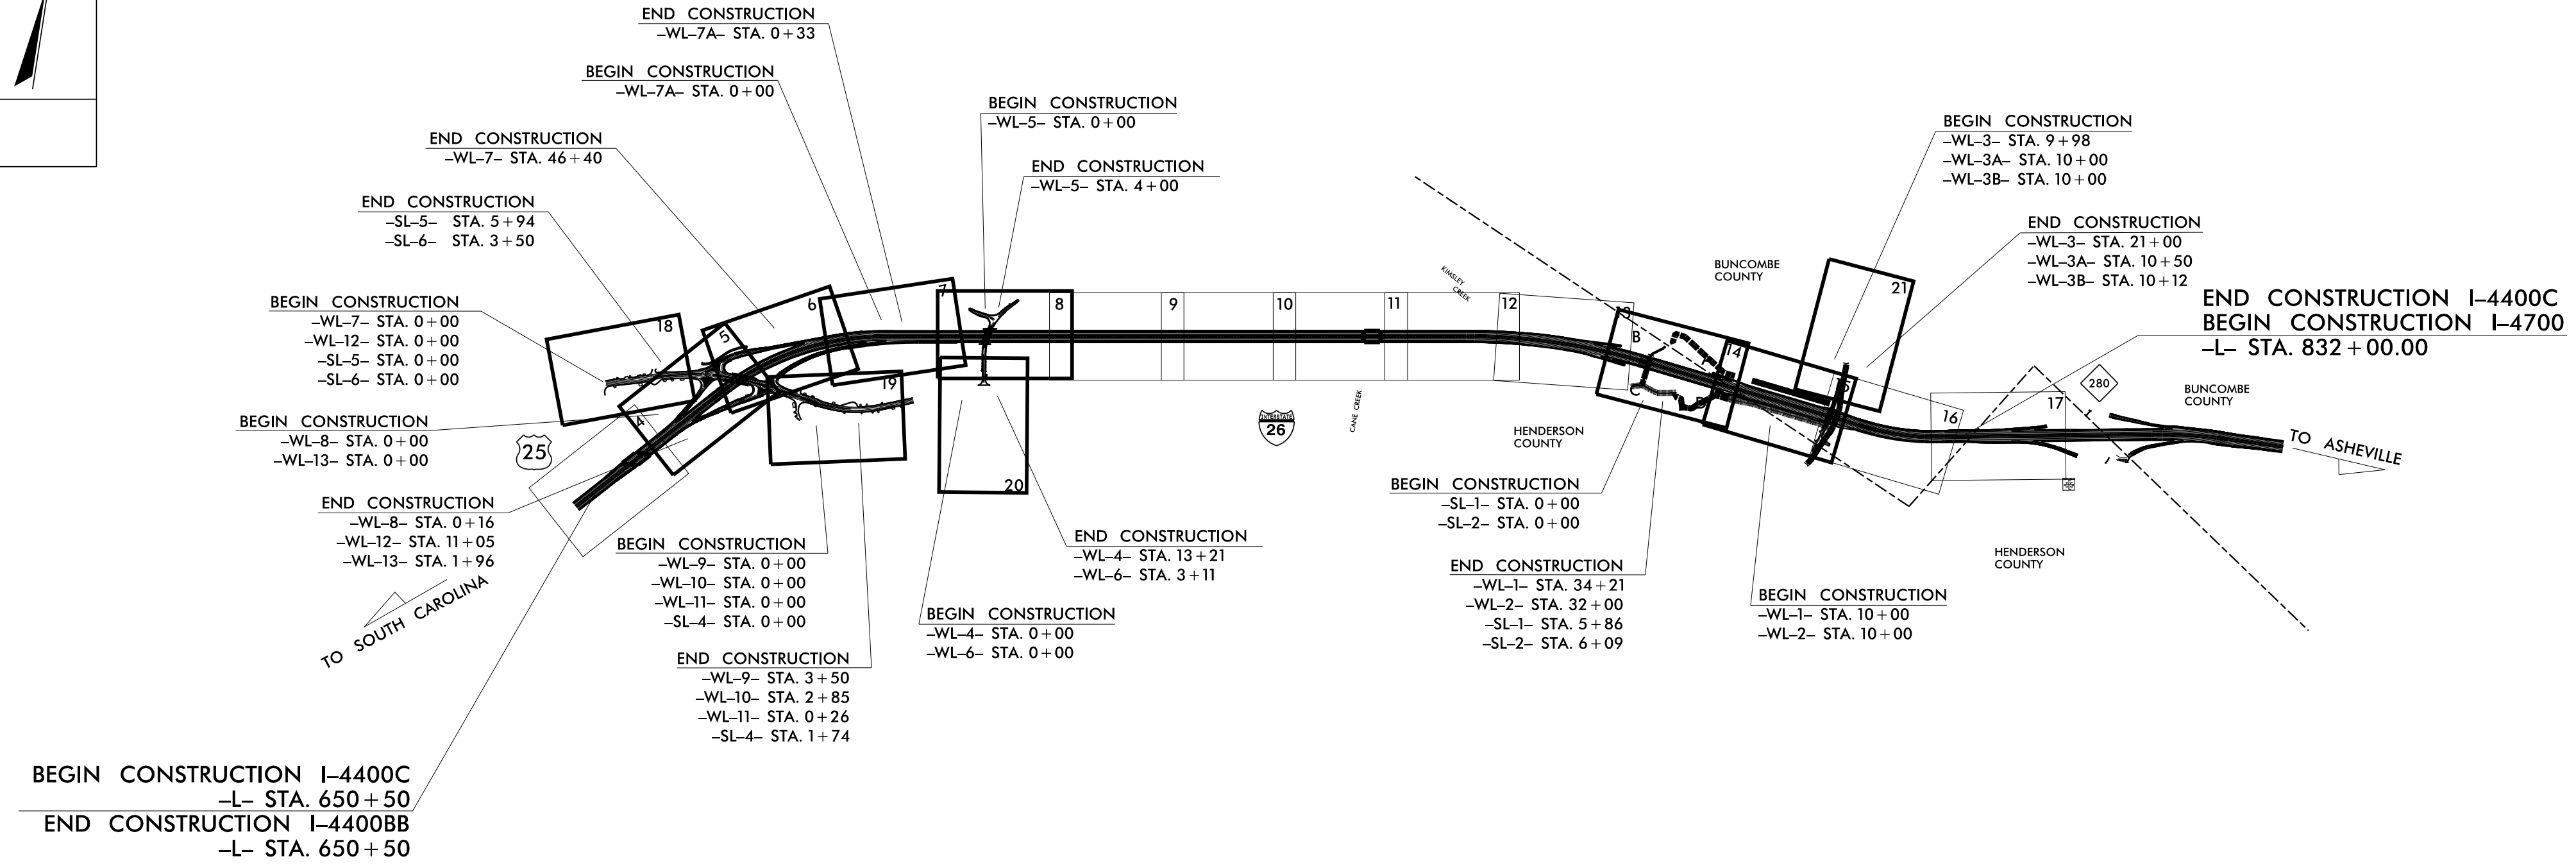 END CONSTRUCTION
–WL–7A– STA. 0+33
BEGIN CONSTRUCTION
–WL–7A– STA. 0+00
END CONSTRUCTION
–WL–7– STA. 46+40
END CONSTRUCTION
–SL–5– STA. 5+94
–SL–6– STA. 3+50
BEGIN CONSTRUCTION
–WL–7– STA. 0+00
–WL–12– STA. 0+00
–SL–5– STA. 0+00
–SL–6– STA. 0+00
BEGIN CONSTRUCTION
–WL–8– STA. 0+00
–WL–13– STA. 0+00
END CONSTRUCTION
–WL–8– STA. 0+16
–WL–12– STA. 11+05
–WL–13– STA. 1+96
TO SOUTH CAROLINA
BEGIN CONSTRUCTION I–4400C
–L– STA. 650+50
END CONSTRUCTION I–4400BB
–L– STA. 650+50
25
18
5
4
6
7
19
20
BEGIN CONSTRUCTION
–WL–5– STA. 0+00
END CONSTRUCTION
–WL–5– STA. 4+00
BEGIN CONSTRUCTION
–WL–9– STA. 0+00
–WL–10– STA. 0+00
–WL–11– STA. 0+00
–SL–4– STA. 0+00
END CONSTRUCTION
–WL–9– STA. 3+50
–WL–10– STA. 2+85
–WL–11– STA. 0+26
–SL–4– STA. 1+74
BEGIN CONSTRUCTION
–WL–4– STA. 0+00
–WL–6– STA. 0+00
END CONSTRUCTION
–WL–4– STA. 13+21
–WL–6– STA. 3+11
8
9
10
11
12
INTERSTATE
26
CANE CREEK
KIMSLEY
CREEK
13
B
C
D
14
15
21
16
17
BUNCOMBE
COUNTY
HENDERSON
COUNTY
BEGIN CONSTRUCTION
–SL–1– STA. 0+00
–SL–2– STA. 0+00
END CONSTRUCTION
–WL–1– STA. 34+21
–WL–2– STA. 32+00
–SL–1– STA. 5+86
–SL–2– STA. 6+09
BEGIN CONSTRUCTION
–WL–1– STA. 10+00
–WL–2– STA. 10+00
BEGIN CONSTRUCTION
–WL–3– STA. 9+98
–WL–3A– STA. 10+00
–WL–3B– STA. 10+00
END CONSTRUCTION
–WL–3– STA. 21+00
–WL–3A– STA. 10+50
–WL–3B– STA. 10+12
END CONSTRUCTION I–4400C
BEGIN CONSTRUCTION I–4700
–L– STA. 832+00.00
280
BUNCOMBE
COUNTY
HENDERSON
COUNTY
TO ASHEVILLE